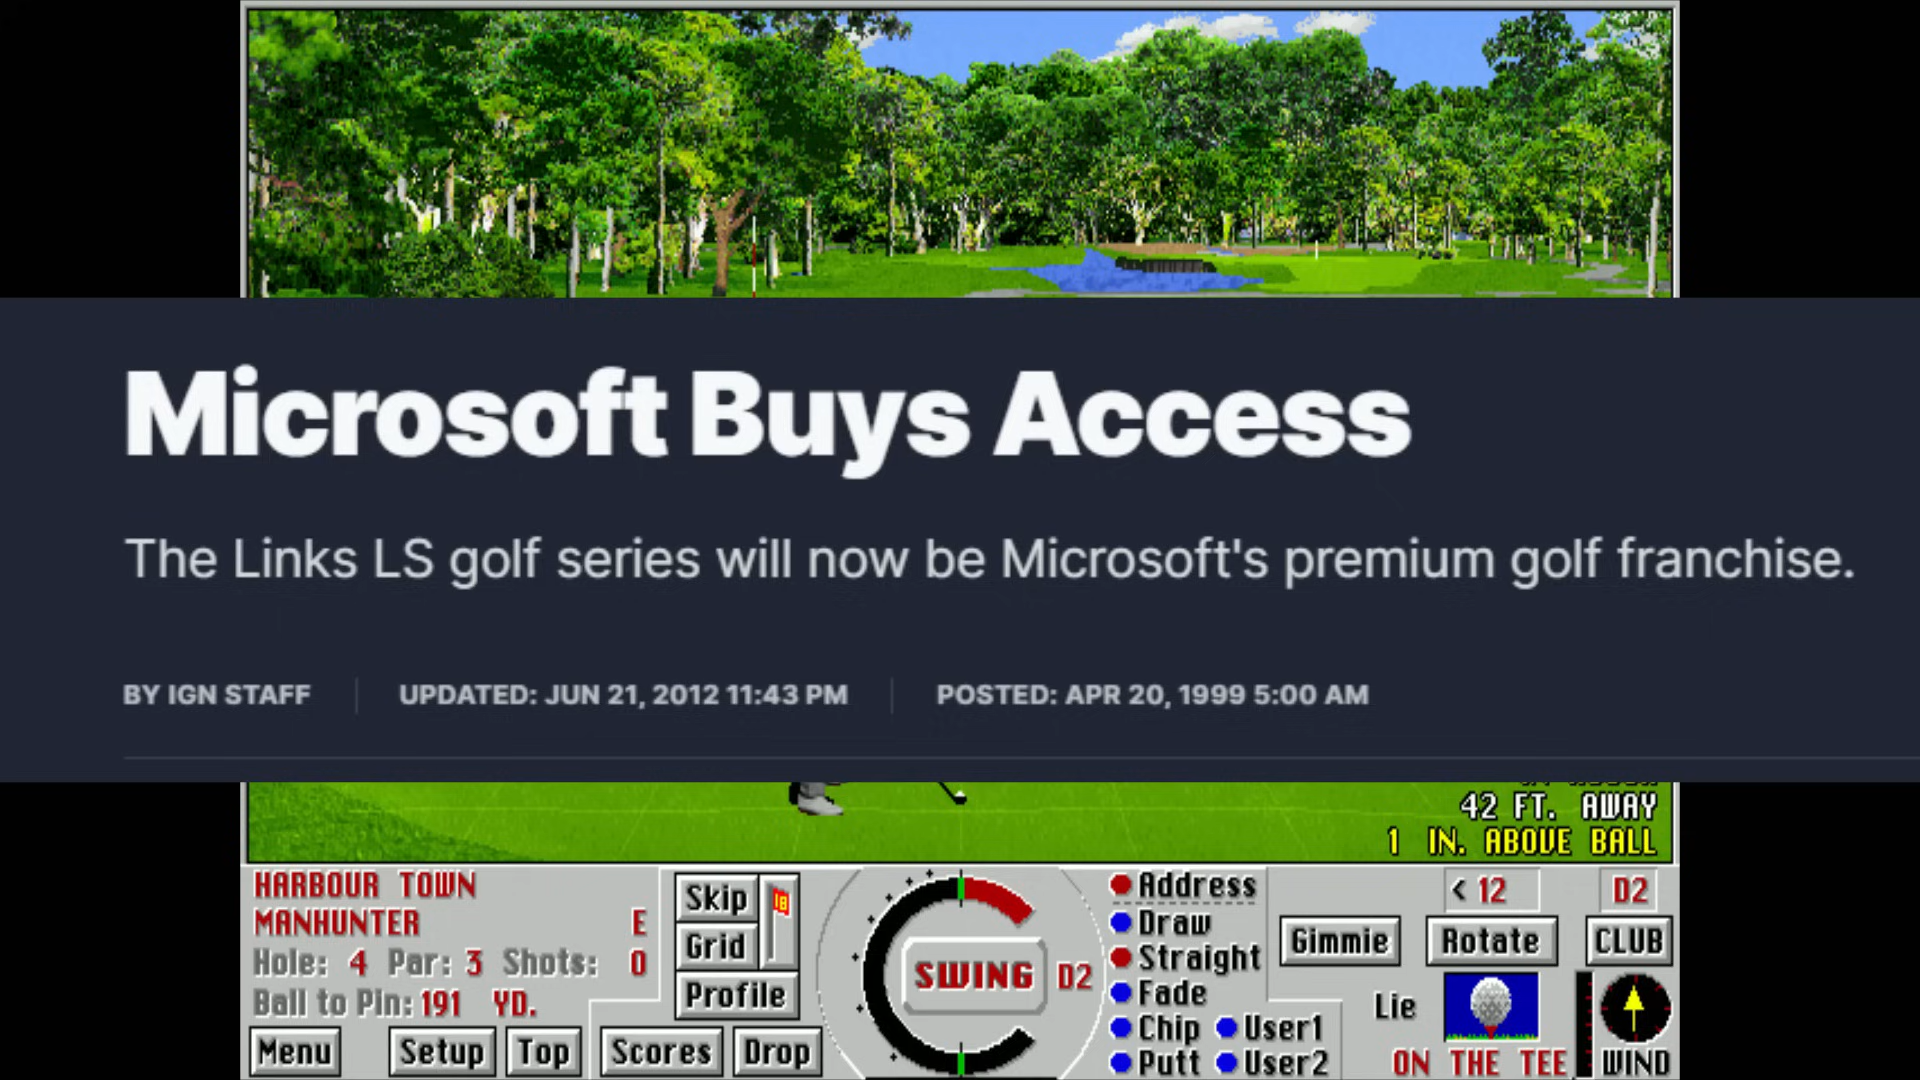 Microsoft Buys Access
The Links LS golf series will now be Microsoft's premium golf franchise.
BY IGN STAFF
UPDATED: JUN 21, 2012 11:43 PM
POSTED: APR 20, 1999 5:00 AM
42 FT. AWAY
1 IN. ABOVE BALL
HARBOUR TOWN
MANHUNTER E
Hole: 4 Par: 3 Shots: 0
Ball to Pin: 191 YD.
Menu Setup Top Scores Drop
Skip 18
Grid
Profile
SWING D2
Address
Draw
Straight
Fade
Chip User1
Putt User2
< 12 D2
Gimmie Rotate CLUB
Lie
ON THE TEE WIND